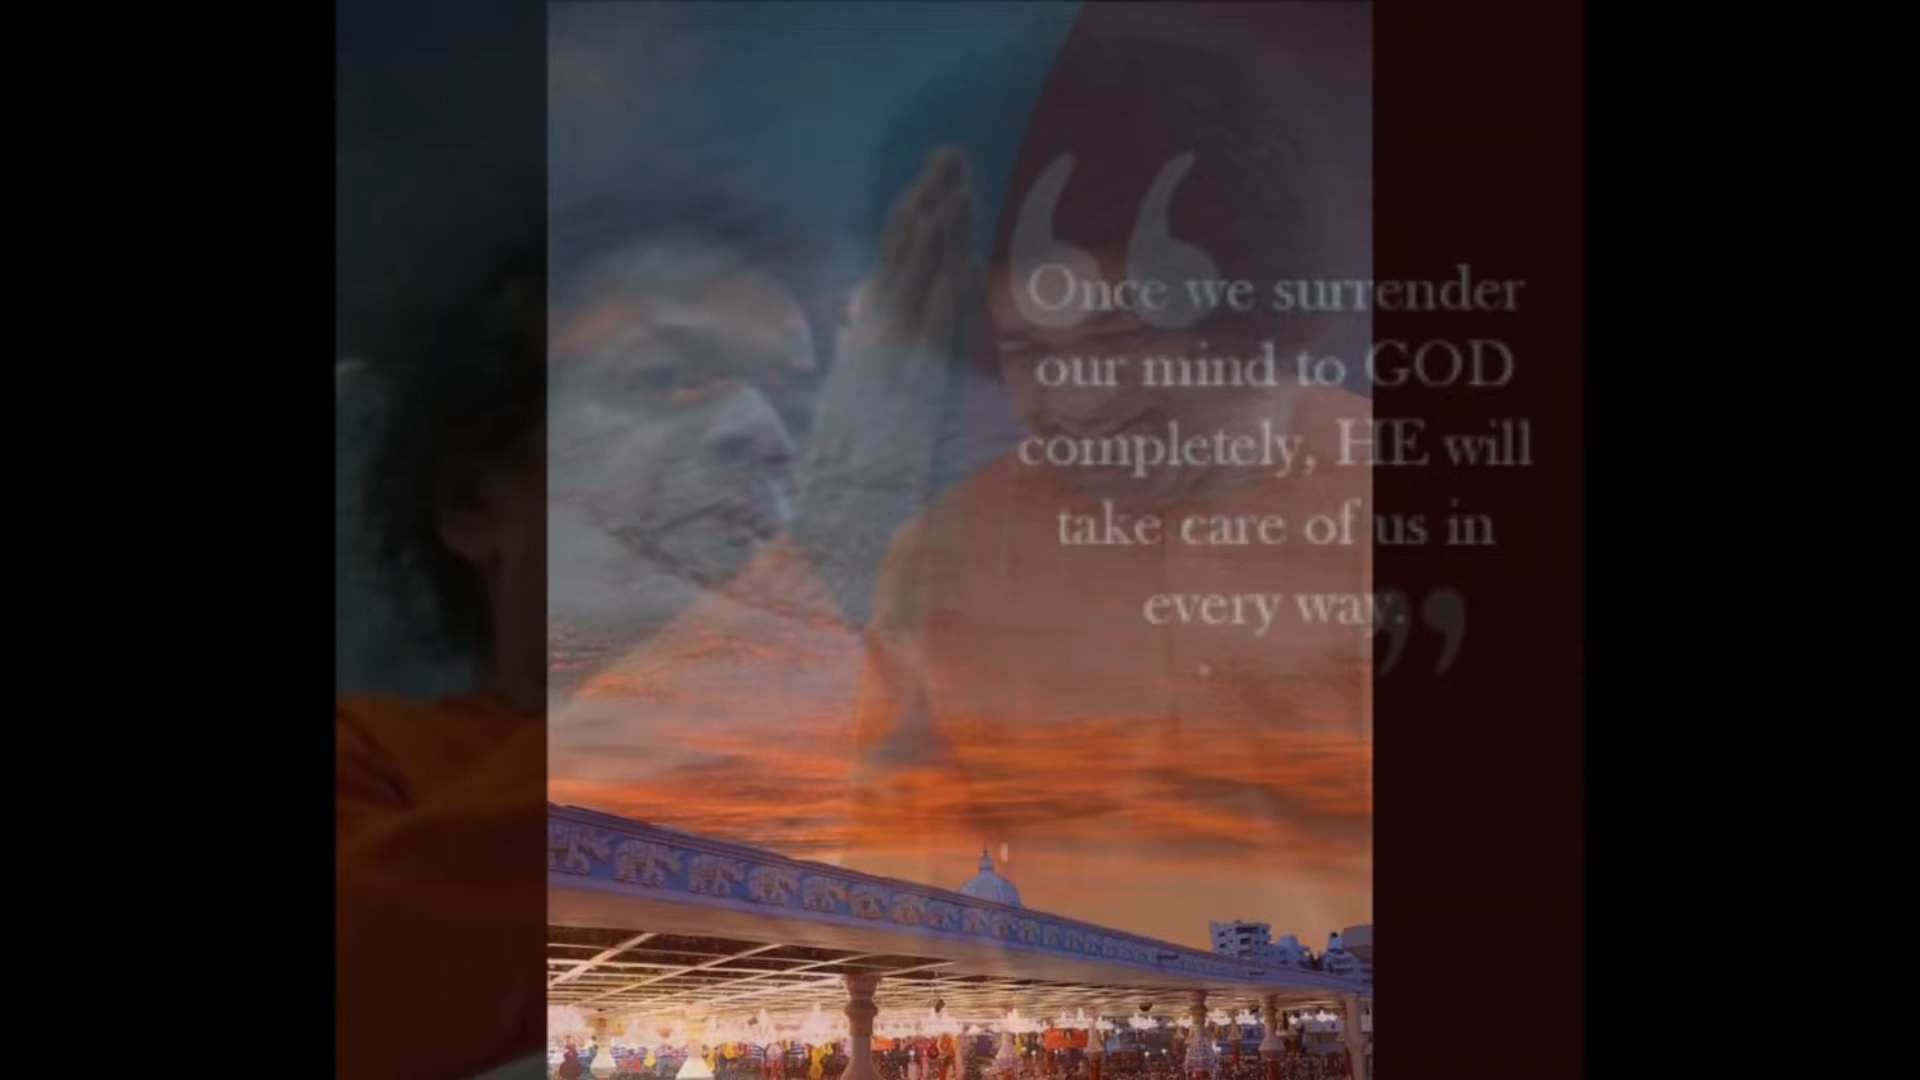 “
Once we surrender
our mind to GOD
completely, HE will
take care of us in
every way.
”